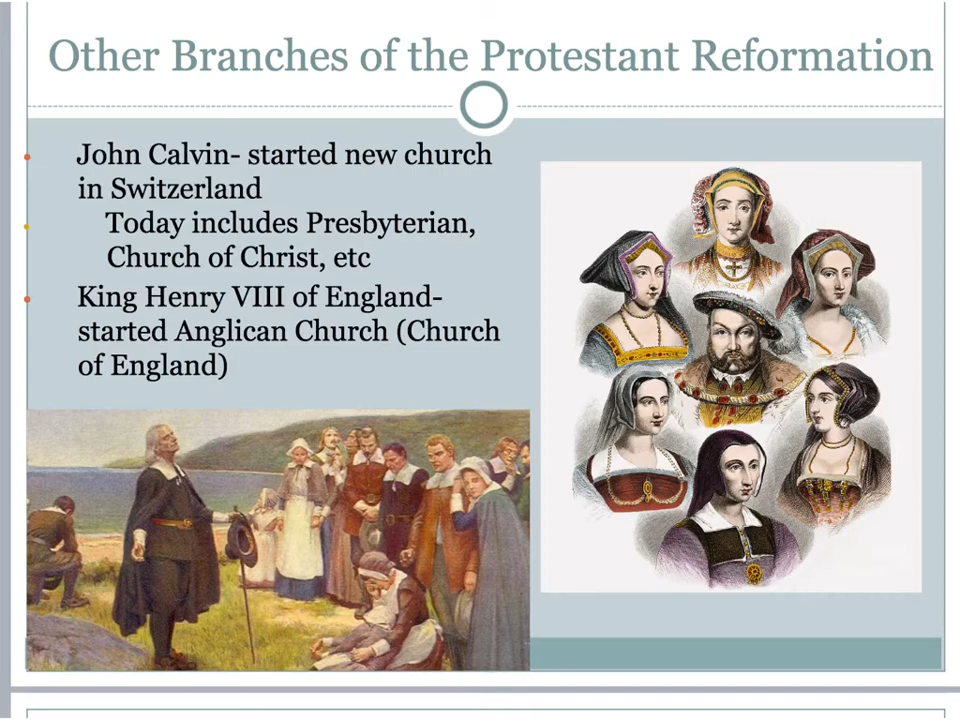 Other Branches of the Protestant Reformation
John Calvin- started new church
in Switzerland
Today includes Presbyterian,
Church of Christ, etc
King Henry VIII of England-
started Anglican Church (Church
of England)